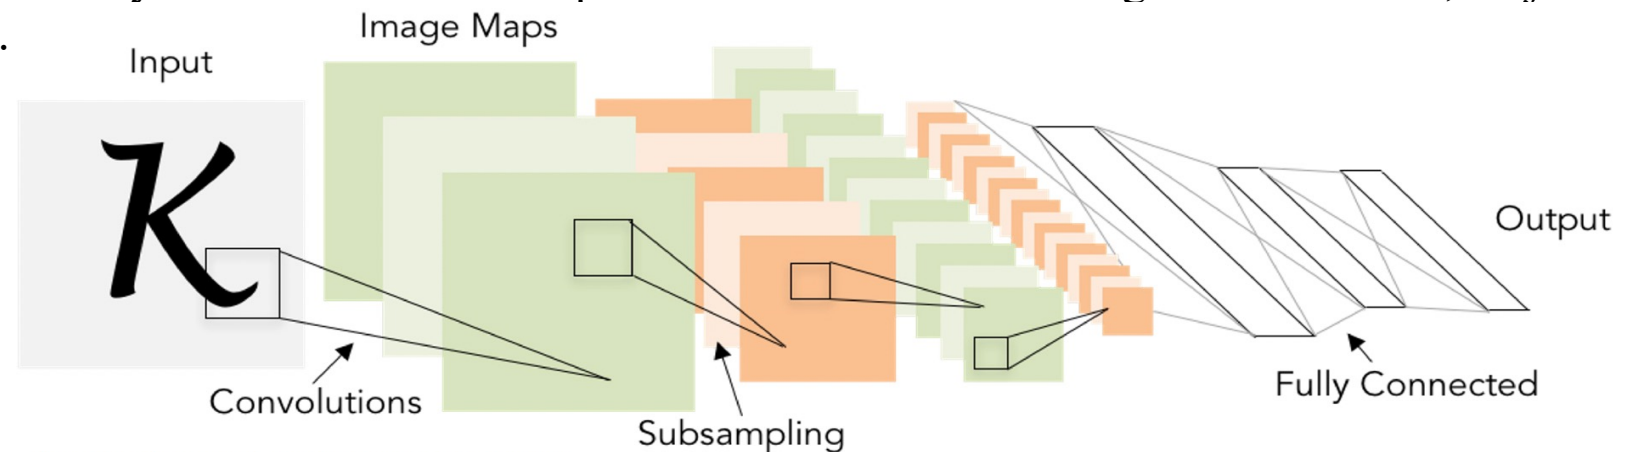 Image Maps
Input
K
Output
Convolutions
Fully Connected
Subsampling